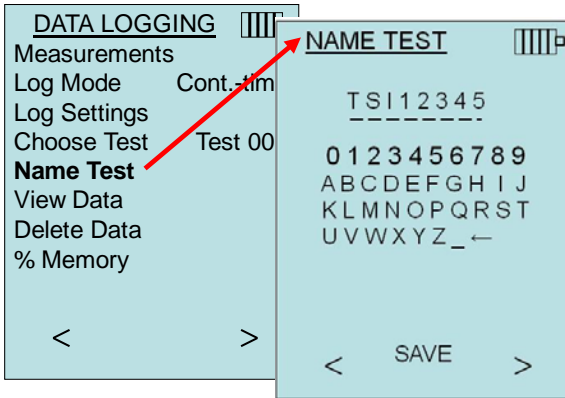 DATA LOGGING
Measurements
Log Mode Cont.-tim
Log Settings
Choose Test Test 00
Name Test
View Data
Delete Data
% Memory
< >
NAME TEST
TSI12345
0123456789
ABCDEFGHIJ
KLMNOPQRST
UVWXYZ_←
< SAVE >